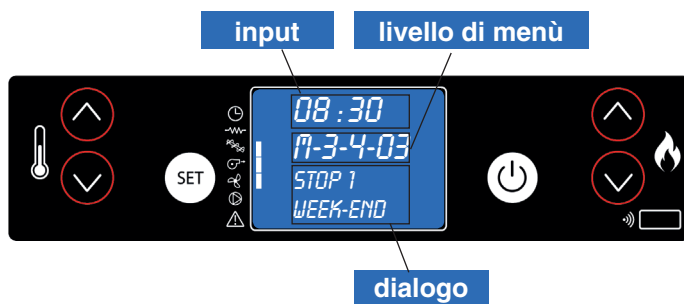 input
livello di menù
08:30
M-3-4-03
STOP 1
WEEK-END
SET
dialogo